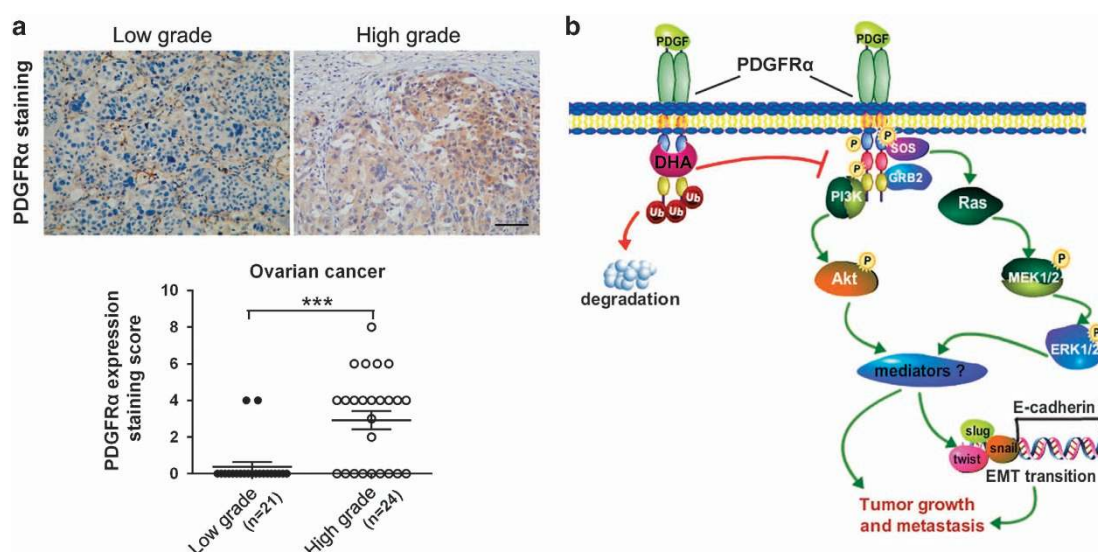 a
Low grade
High grade
PDGFRα staining
Ovarian cancer
***
PDGFRα expression
staining score
10
8
6
4
2
0
Low grade
(n=21)
High grade
(n=24)
b
PDGF
PDGF
PDGFRα
DHA
Ub
Ub
Ub
degradation
P
P
P
SOS
GRB2
PI3K
Ras
Akt
P
MEK1/2
P
ERK1/2
P
mediators ?
E-cadherin
slug
twist
snail
EMT transition
Tumor growth
and metastasis